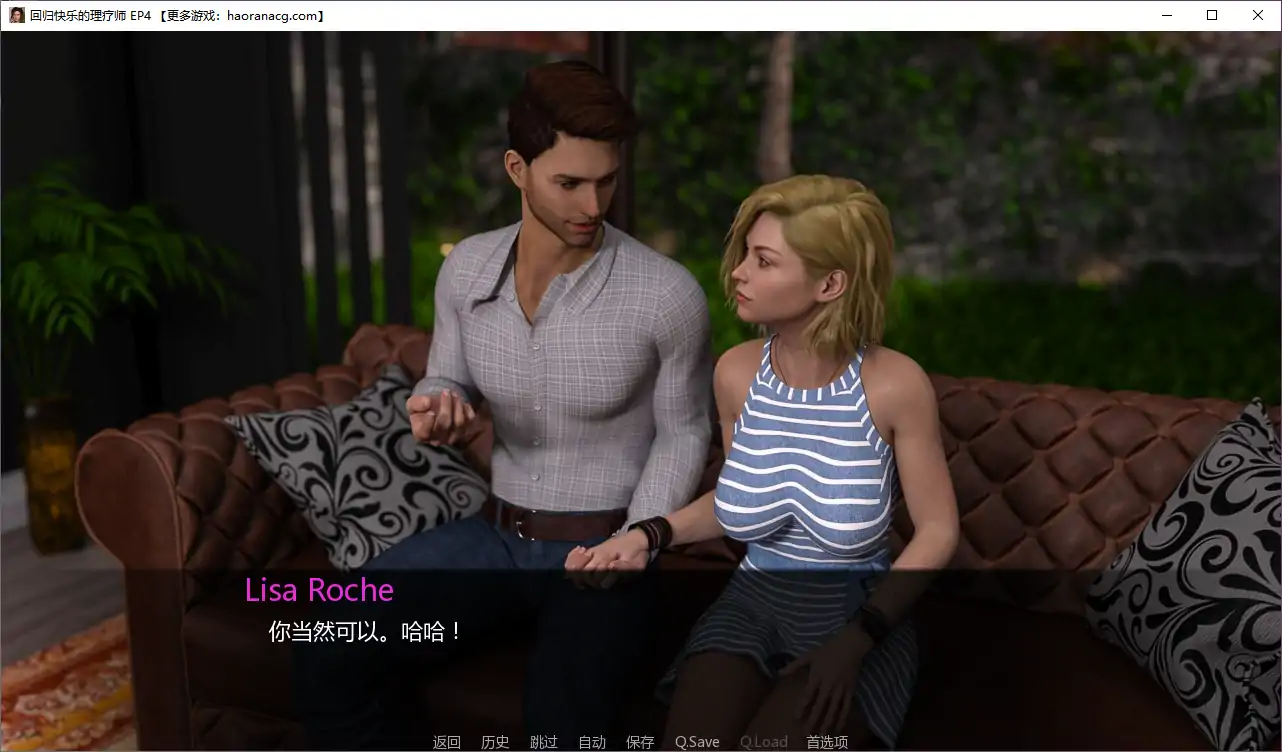 回归快乐的理疗师 EP4 【更多游戏：haoranacg.com】
Lisa Roche
你当然可以。哈哈！
返回 历史 跳过 自动 保存 Q.Save Q.Load 首选项